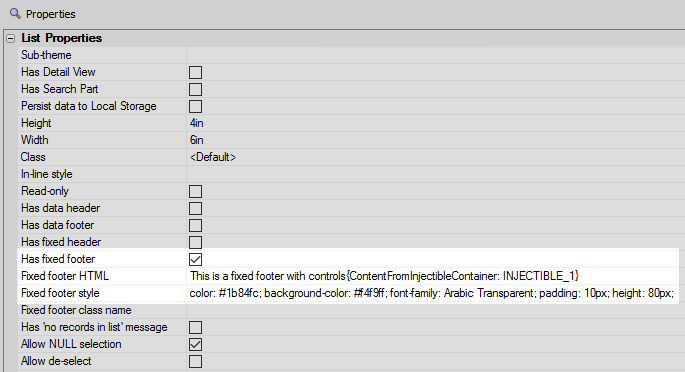 Properties
List Properties
Sub-theme
Has Detail View
Has Search Part
Persist data to Local Storage
Height 4in
Width 6in
Class <Default>
In-line style
Read-only
Has data header
Has data footer
Has fixed header
Has fixed footer
Fixed footer HTML This is a fixed footer with controls{ContentFromInjectibleContainer: INJECTIBLE_1}
Fixed footer style color: #1b84fc; background-color: #f4f9ff; font-family: Arabic Transparent; padding: 10px; height: 80px;
Fixed footer class name
Has 'no records in list' message
Allow NULL selection
Allow de-select